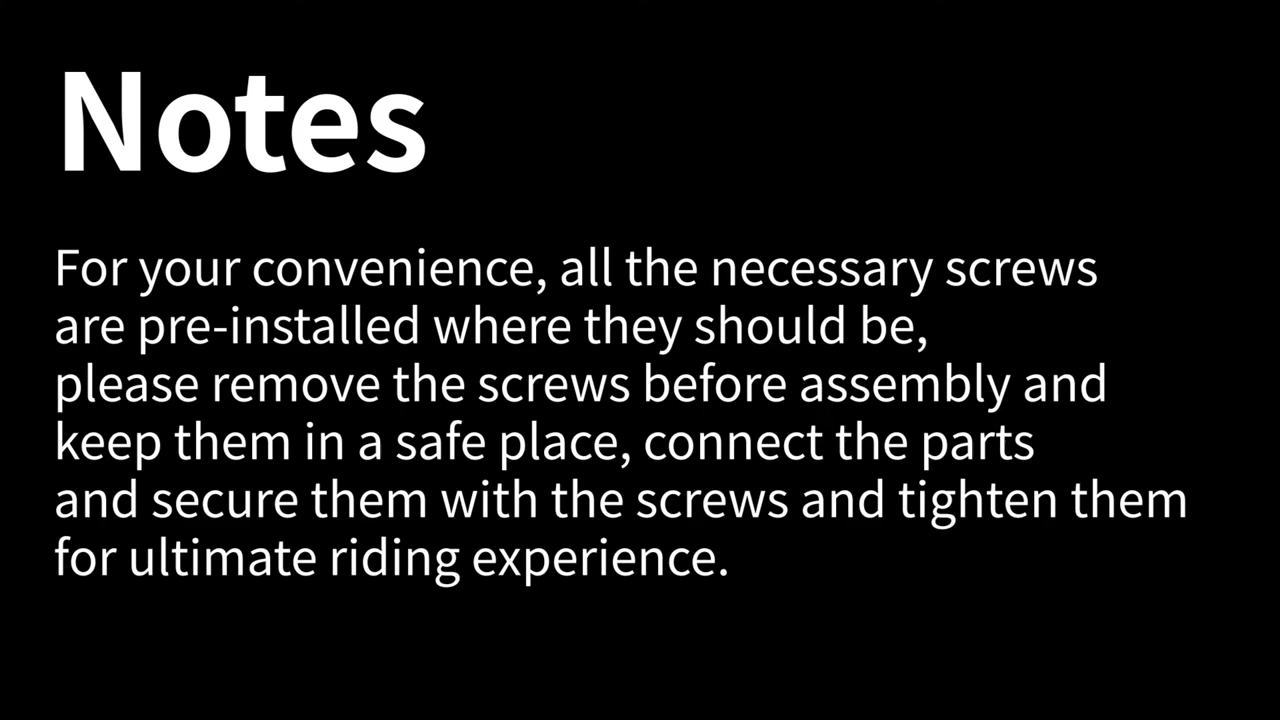 Notes
For your convenience, all the necessary screws
are pre-installed where they should be,
please remove the screws before assembly and
keep them in a safe place, connect the parts
and secure them with the screws and tighten them
for ultimate riding experience.